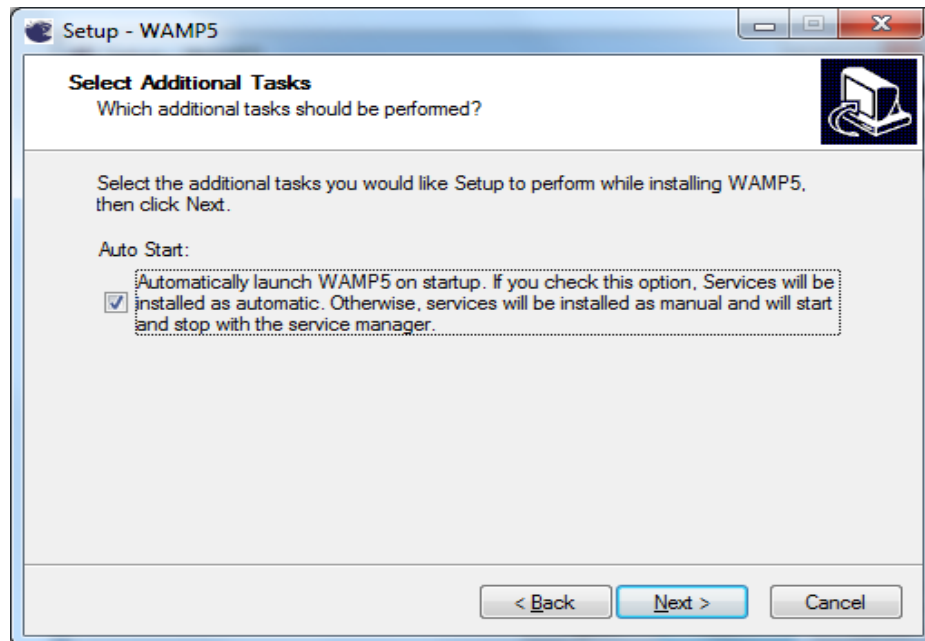 Setup - WAMP5
Select Additional Tasks
Which additional tasks should be performed?
Select the additional tasks you would like Setup to perform while installing WAMP5,
then click Next.
Auto Start:
Automatically launch WAMP5 on startup. If you check this option, Services will be
installed as automatic. Otherwise, services will be installed as manual and will start
and stop with the service manager.
< Back
Next >
Cancel